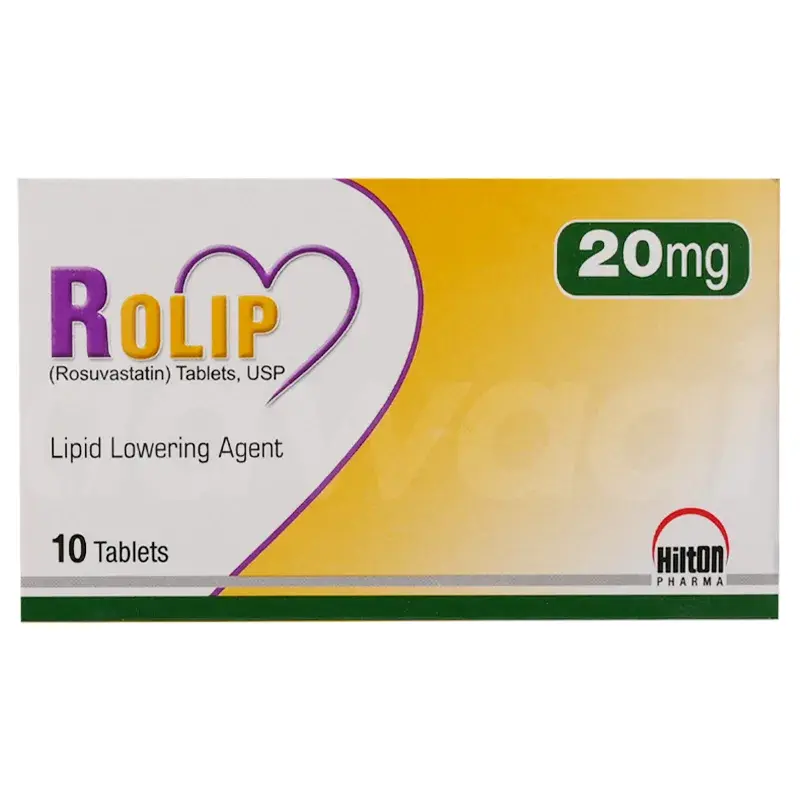 20mg
ROLIP
(Rosuvastatin) Tablets, USP
Lipid Lowering Agent
10 Tablets
HiltOn
PHARMA